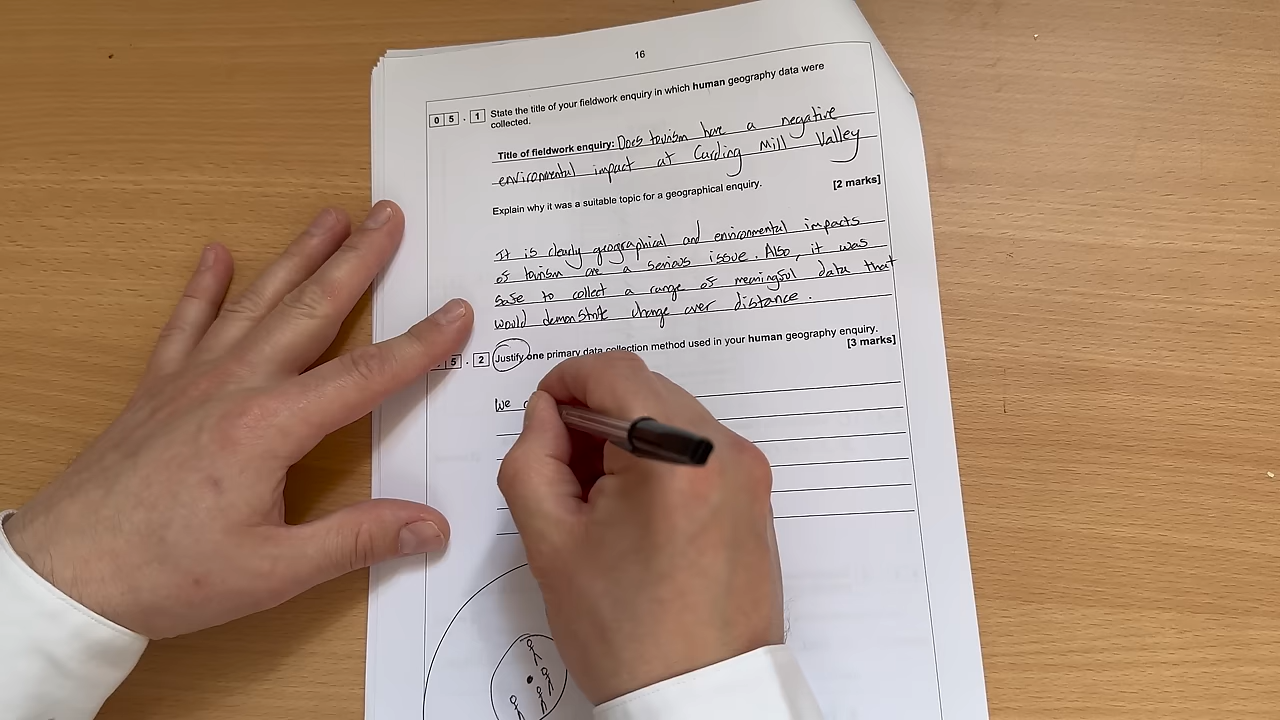 16
05.1 State the title of your fieldwork enquiry in which human geography data were
collected.
Title of fieldwork enquiry: Does tourism have a negative
environmental impact at Carding Mill Valley
Explain why it was a suitable topic for a geographical enquiry.
[2 marks]
It is clearly geographical and environmental impacts
of tourism are a serious issue. Also, it was
safe to collect a range of meaningful data that
would demonstrate change over distance.
5.2 Justify one primary data collection method used in your human geography enquiry.
[3 marks]
We